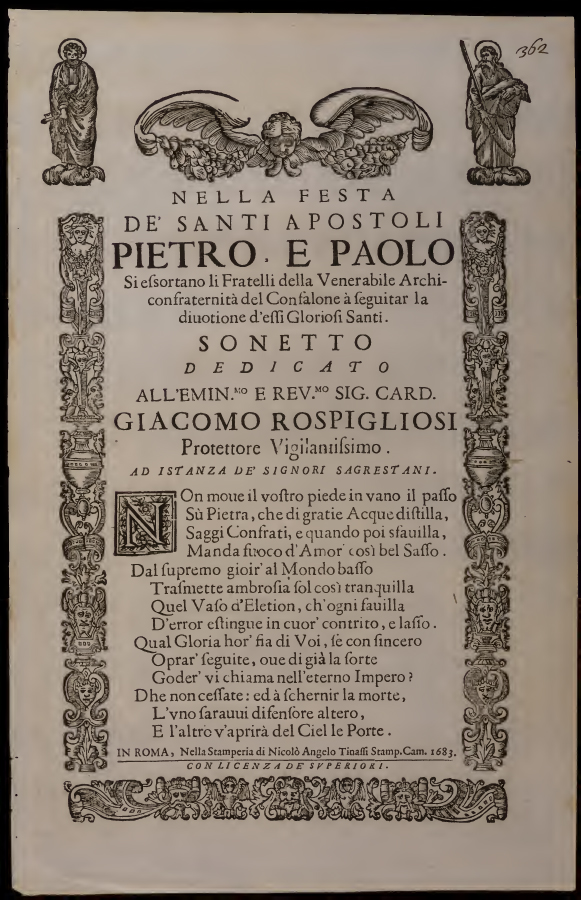 362
NELLA FESTA
DE' SANTI APOSTOLI
PIETRO, E PAOLO
Si eſſortano li Fratelli della Venerabile Archi-
confraternità del Confalone à ſeguitar la
diuotione d'eſſi Glorioſi Santi.
SONETTO
DEDICATO
ALL'EMIN.MO E REV.MO SIG. CARD.
GIACOMO ROSPIGLIOSI
Protettore Vigilantiſsimo.
AD ISTANZA DE' SIGNORI SAGRESTANI.
NOn moue il voſtro piede in vano il paſſo
Sù Pietra, che di gratie Acque diſtilla,
Saggi Confrati, e quando poi sfauilla,
Manda fuoco d'Amor così bel Saſſo.
Dal ſupremo gioir' al Mondo baſſo
Traſmette ambroſia ſol così tranquilla
Quel Vaſo d'Eletion, ch'ogni fauilla
D'error eſtingue in cuor' contrito, e laſſo.
Qual Gloria hor' fia di Voi, ſe con ſincero
Oprar' ſeguite, oue di già la ſorte
Goder' vi chiama nell'eterno Impero?
Dhe non ceſſate: ed à ſchernir la morte,
L'vno ſarauui difenſore altero,
E l'altro v'aprirà del Ciel le Porte.
IN ROMA, Nella Stamperia di Nicolò Angelo Tinaſſi Stamp. Cam. 1683.
CON LICENZA DE' SVPERIORI.